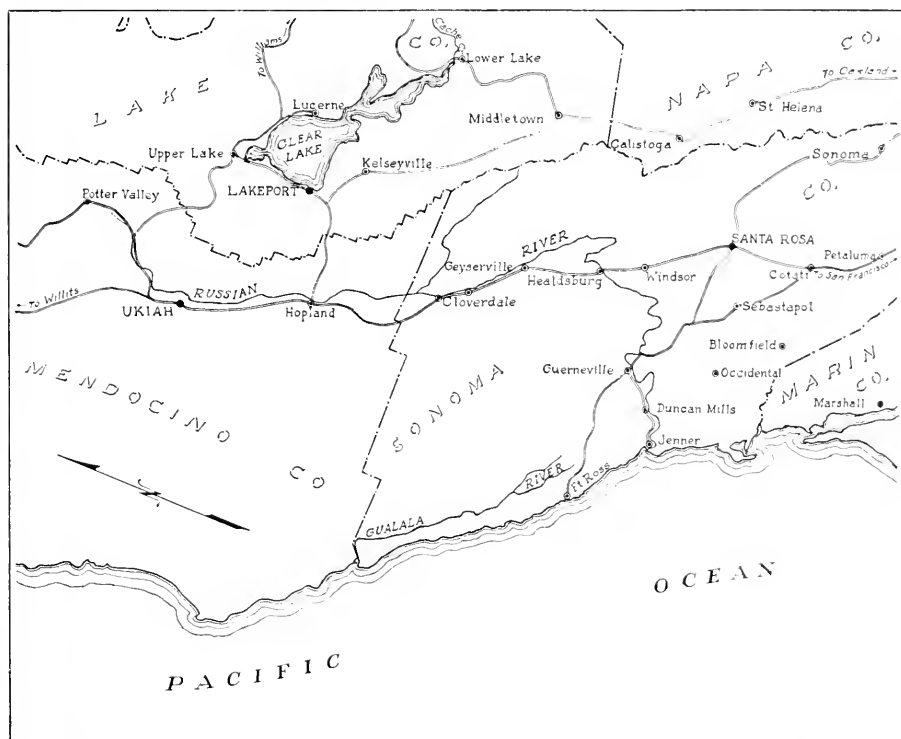 LAKE CO.
To Williams
Cache
Lower Lake
NAPA CO.
To Oakland
Lucerne
Middletown
St Helena
CLEAR LAKE
Calistoga
Upper Lake
Kelseyville
Sonoma
LAKEPORT
Potter Valley
SONOMA CO.
RIVER
SANTA ROSA
Geyserville
Petaluma
RUSSIAN
Healdsburg
Windsor
Cotati
To San Francisco
To Willits
UKIAH
Hopland
Cloverdale
Sebastapol
Bloomfield
MENDOCINO CO
Guerneville
Occidental
MARIN CO.
Duncan Mills
Marshall
Jenner
RIVER
Ft Ross
GUALALA
PACIFIC OCEAN